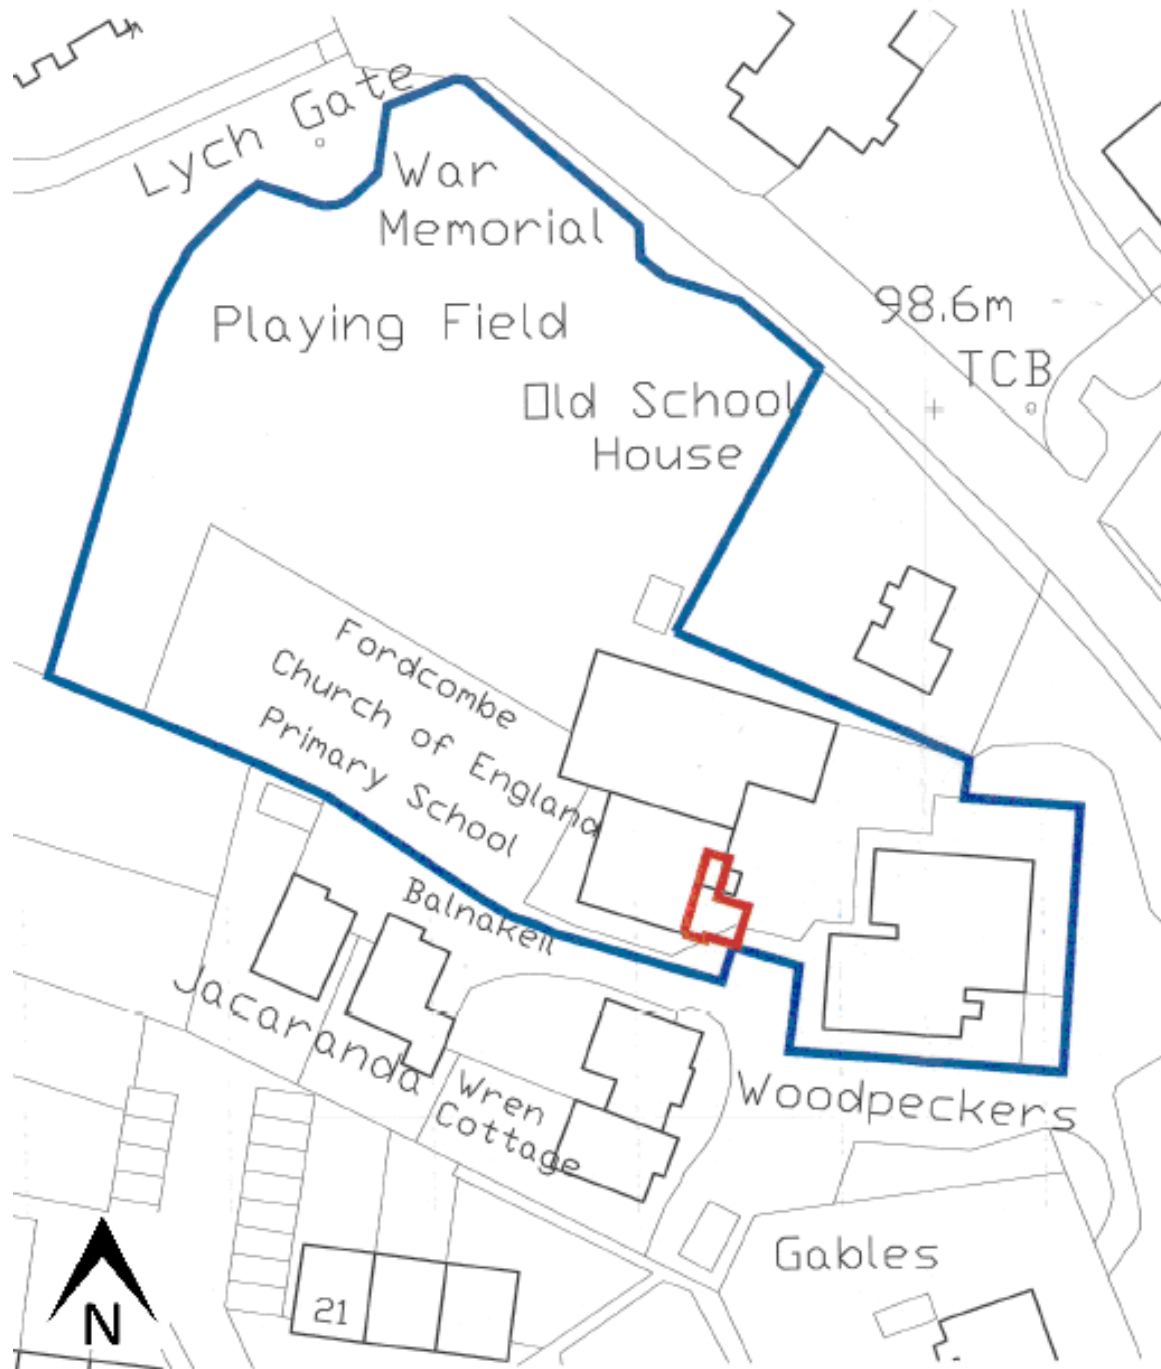 Lych Gate
War
Memorial
Playing Field
98.6m
TCB
Old School
House
Fordcombe
Church of England
Primary School
Balnakeil
Jacaranda
Wren
Cottage
Woodpeckers
Gables
21
N